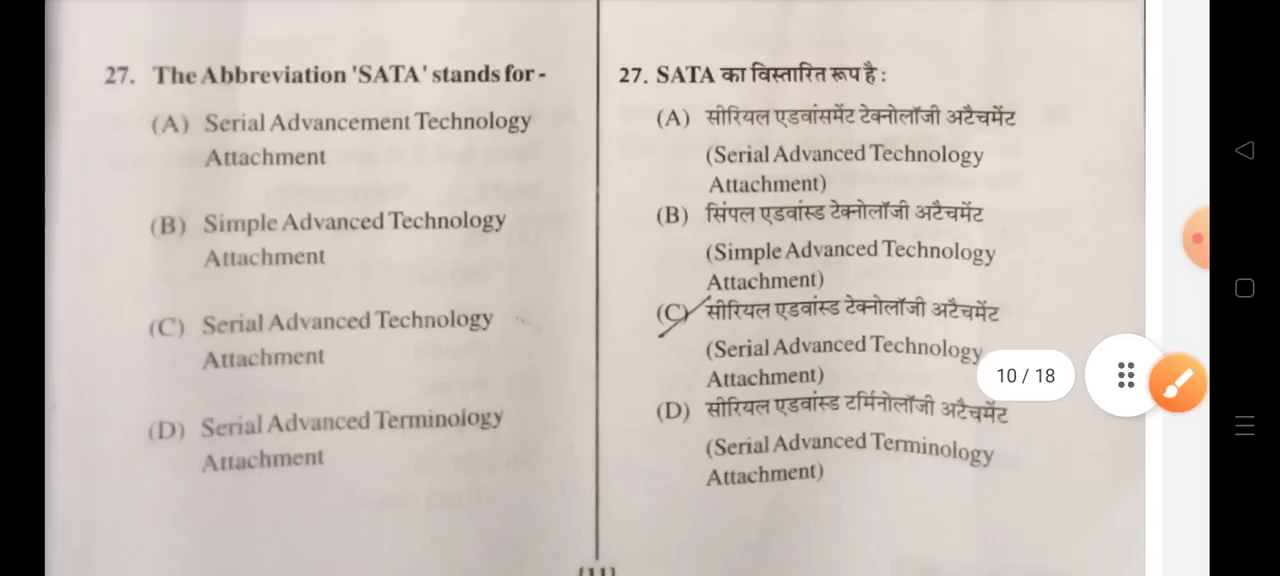 27. The Abbreviation 'SATA' stands for -
(A) Serial Advancement Technology
Attachment
(B) Simple Advanced Technology
Attachment
(C) Serial Advanced Technology
Attachment
(D) Serial Advanced Terminology
Attachment
27. SATA का विस्तारित रूप है :
(A) सीरियल एडवांसमेंट टेक्नोलॉजी अटैचमेंट
(Serial Advanced Technology
Attachment)
(B) सिंपल एडवांस्ड टेक्नोलॉजी अटैचमेंट
(Simple Advanced Technology
Attachment)
(C) सीरियल एडवांस्ड टेक्नोलॉजी अटैचमेंट
(Serial Advanced Technology
Attachment)
(D) सीरियल एडवांस्ड टर्मिनोलॉजी अटैचमेंट
(Serial Advanced Terminology
Attachment)
10 / 18